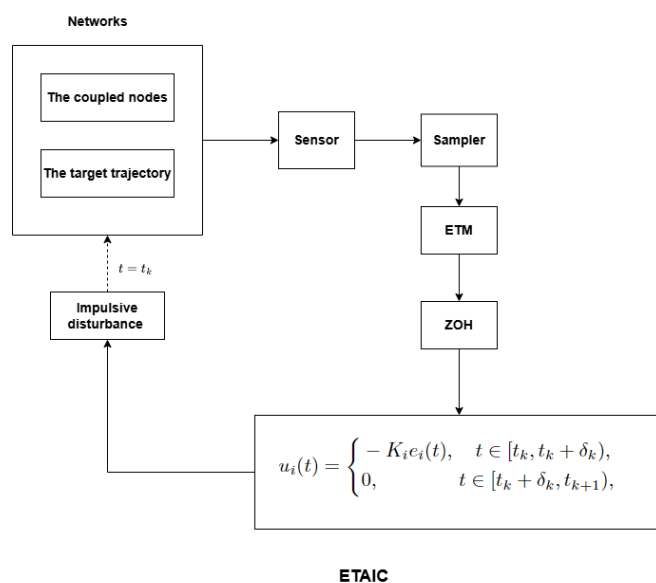 Networks
The coupled nodes
The target trajectory
Sensor
Sampler
ETM
ZOH
t = t_k
Impulsive
disturbance
u_i(t) = { − K_i e_i(t),    t ∈ [t_k, t_k + δ_k),
0,    t ∈ [t_k + δ_k, t_{k+1}),
ETAIC